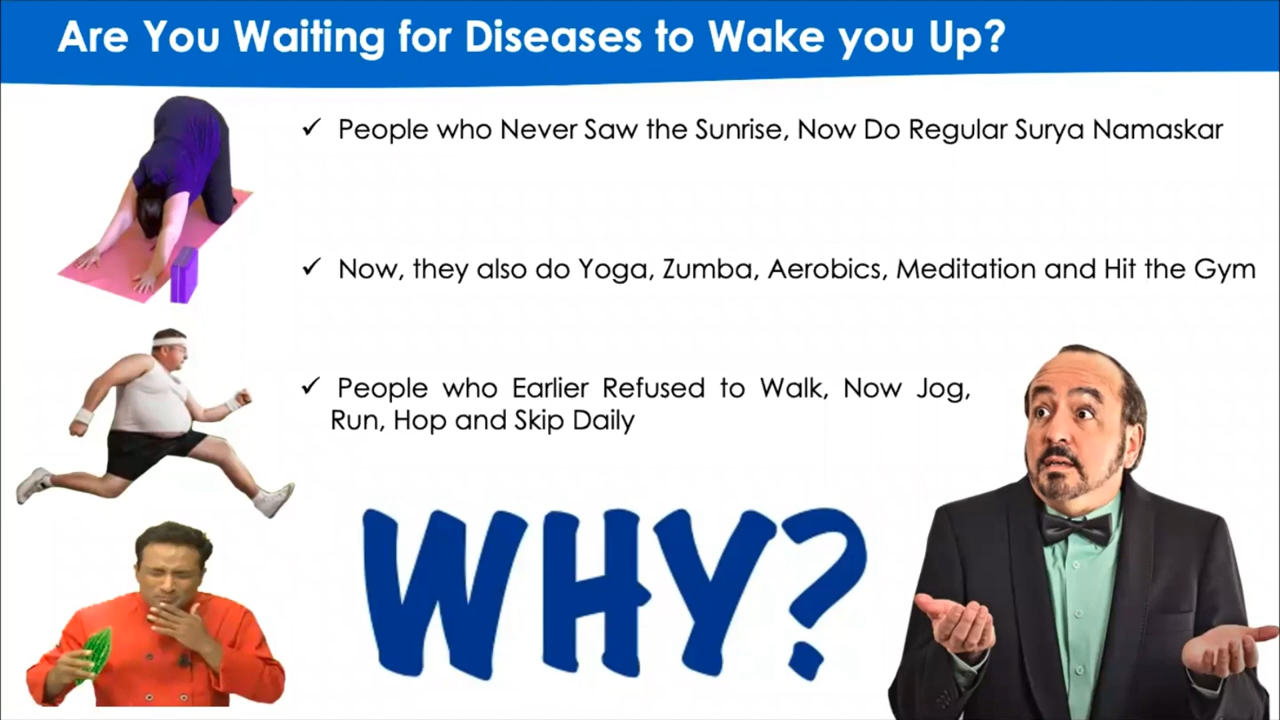 Are You Waiting for Diseases to Wake you Up?
✓ People who Never Saw the Sunrise, Now Do Regular Surya Namaskar
✓ Now, they also do Yoga, Zumba, Aerobics, Meditation and Hit the Gym
✓ People who Earlier Refused to Walk, Now Jog,
Run, Hop and Skip Daily
WHY?